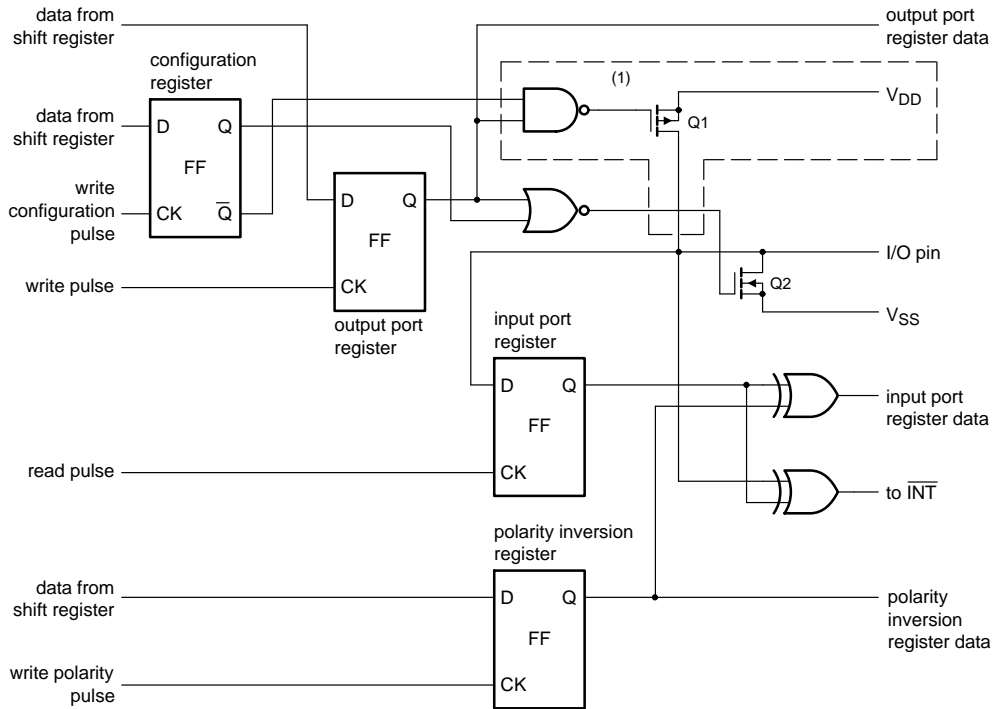 data from
shift register
output port
register data
configuration
register
(1)
V_DD
Q1
D
Q
FF
CK
Q̅
data from
shift register
write
configuration
pulse
D
Q
FF
CK
output port
register
write pulse
I/O pin
Q2
V_SS
input port
register
D
Q
FF
CK
input port
register data
read pulse
to I̅N̅T̅
polarity inversion
register
data from
shift register
D
Q
FF
CK
polarity
inversion
register data
write polarity
pulse